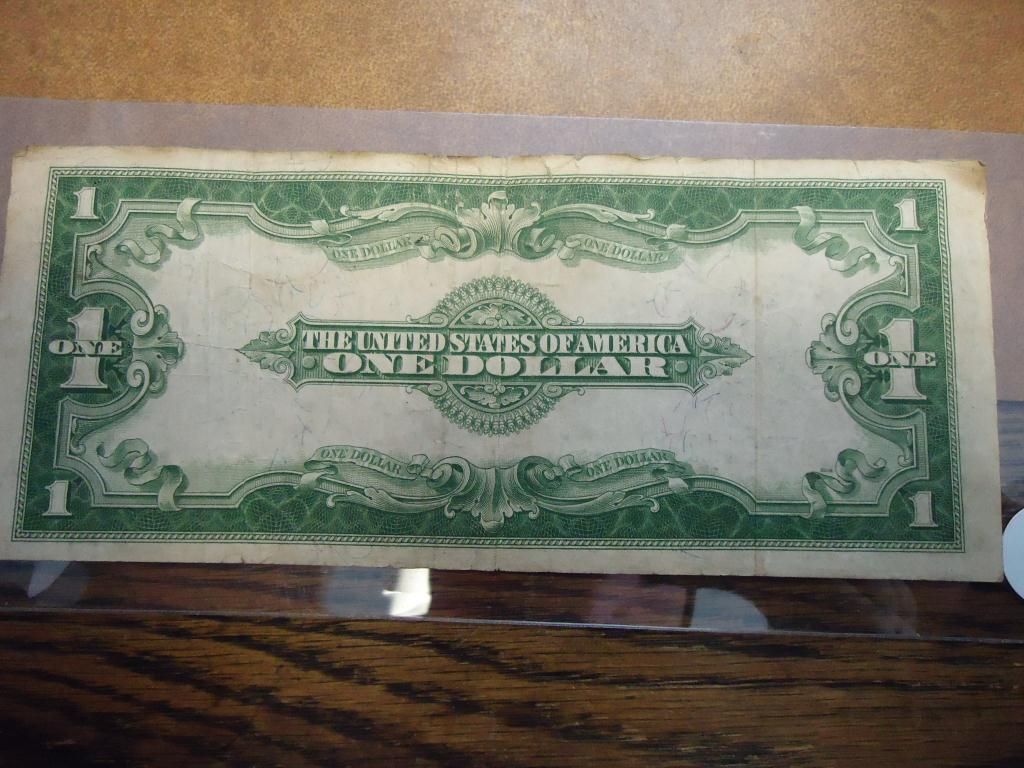 1 1
ONE DOLLAR ONE DOLLAR
1 ONE
THE UNITED STATES OF AMERICA
ONE DOLLAR
1 ONE
ONE DOLLAR ONE DOLLAR
1 1